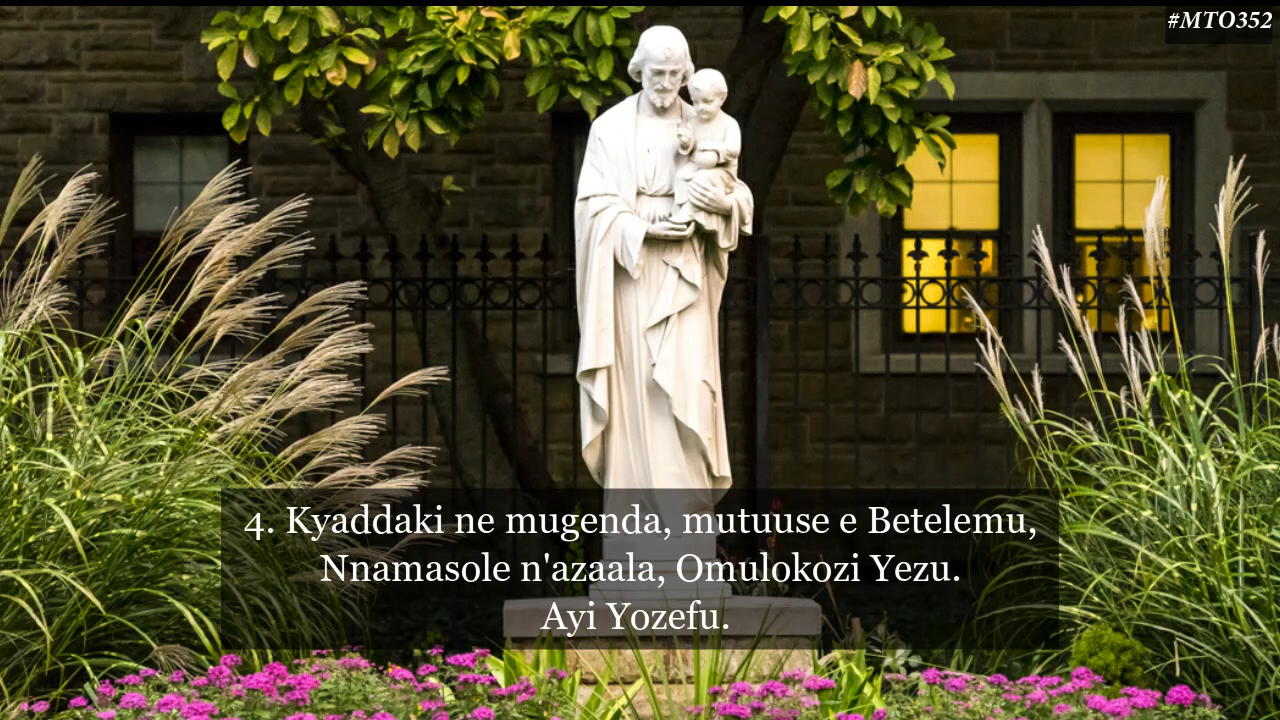 #MTO352
4. Kyaddaki ne mugenda, mutuuse e Betelemu,
Nnamasole n'azaala, Omulokozi Yezu.
Ayi Yozefu.